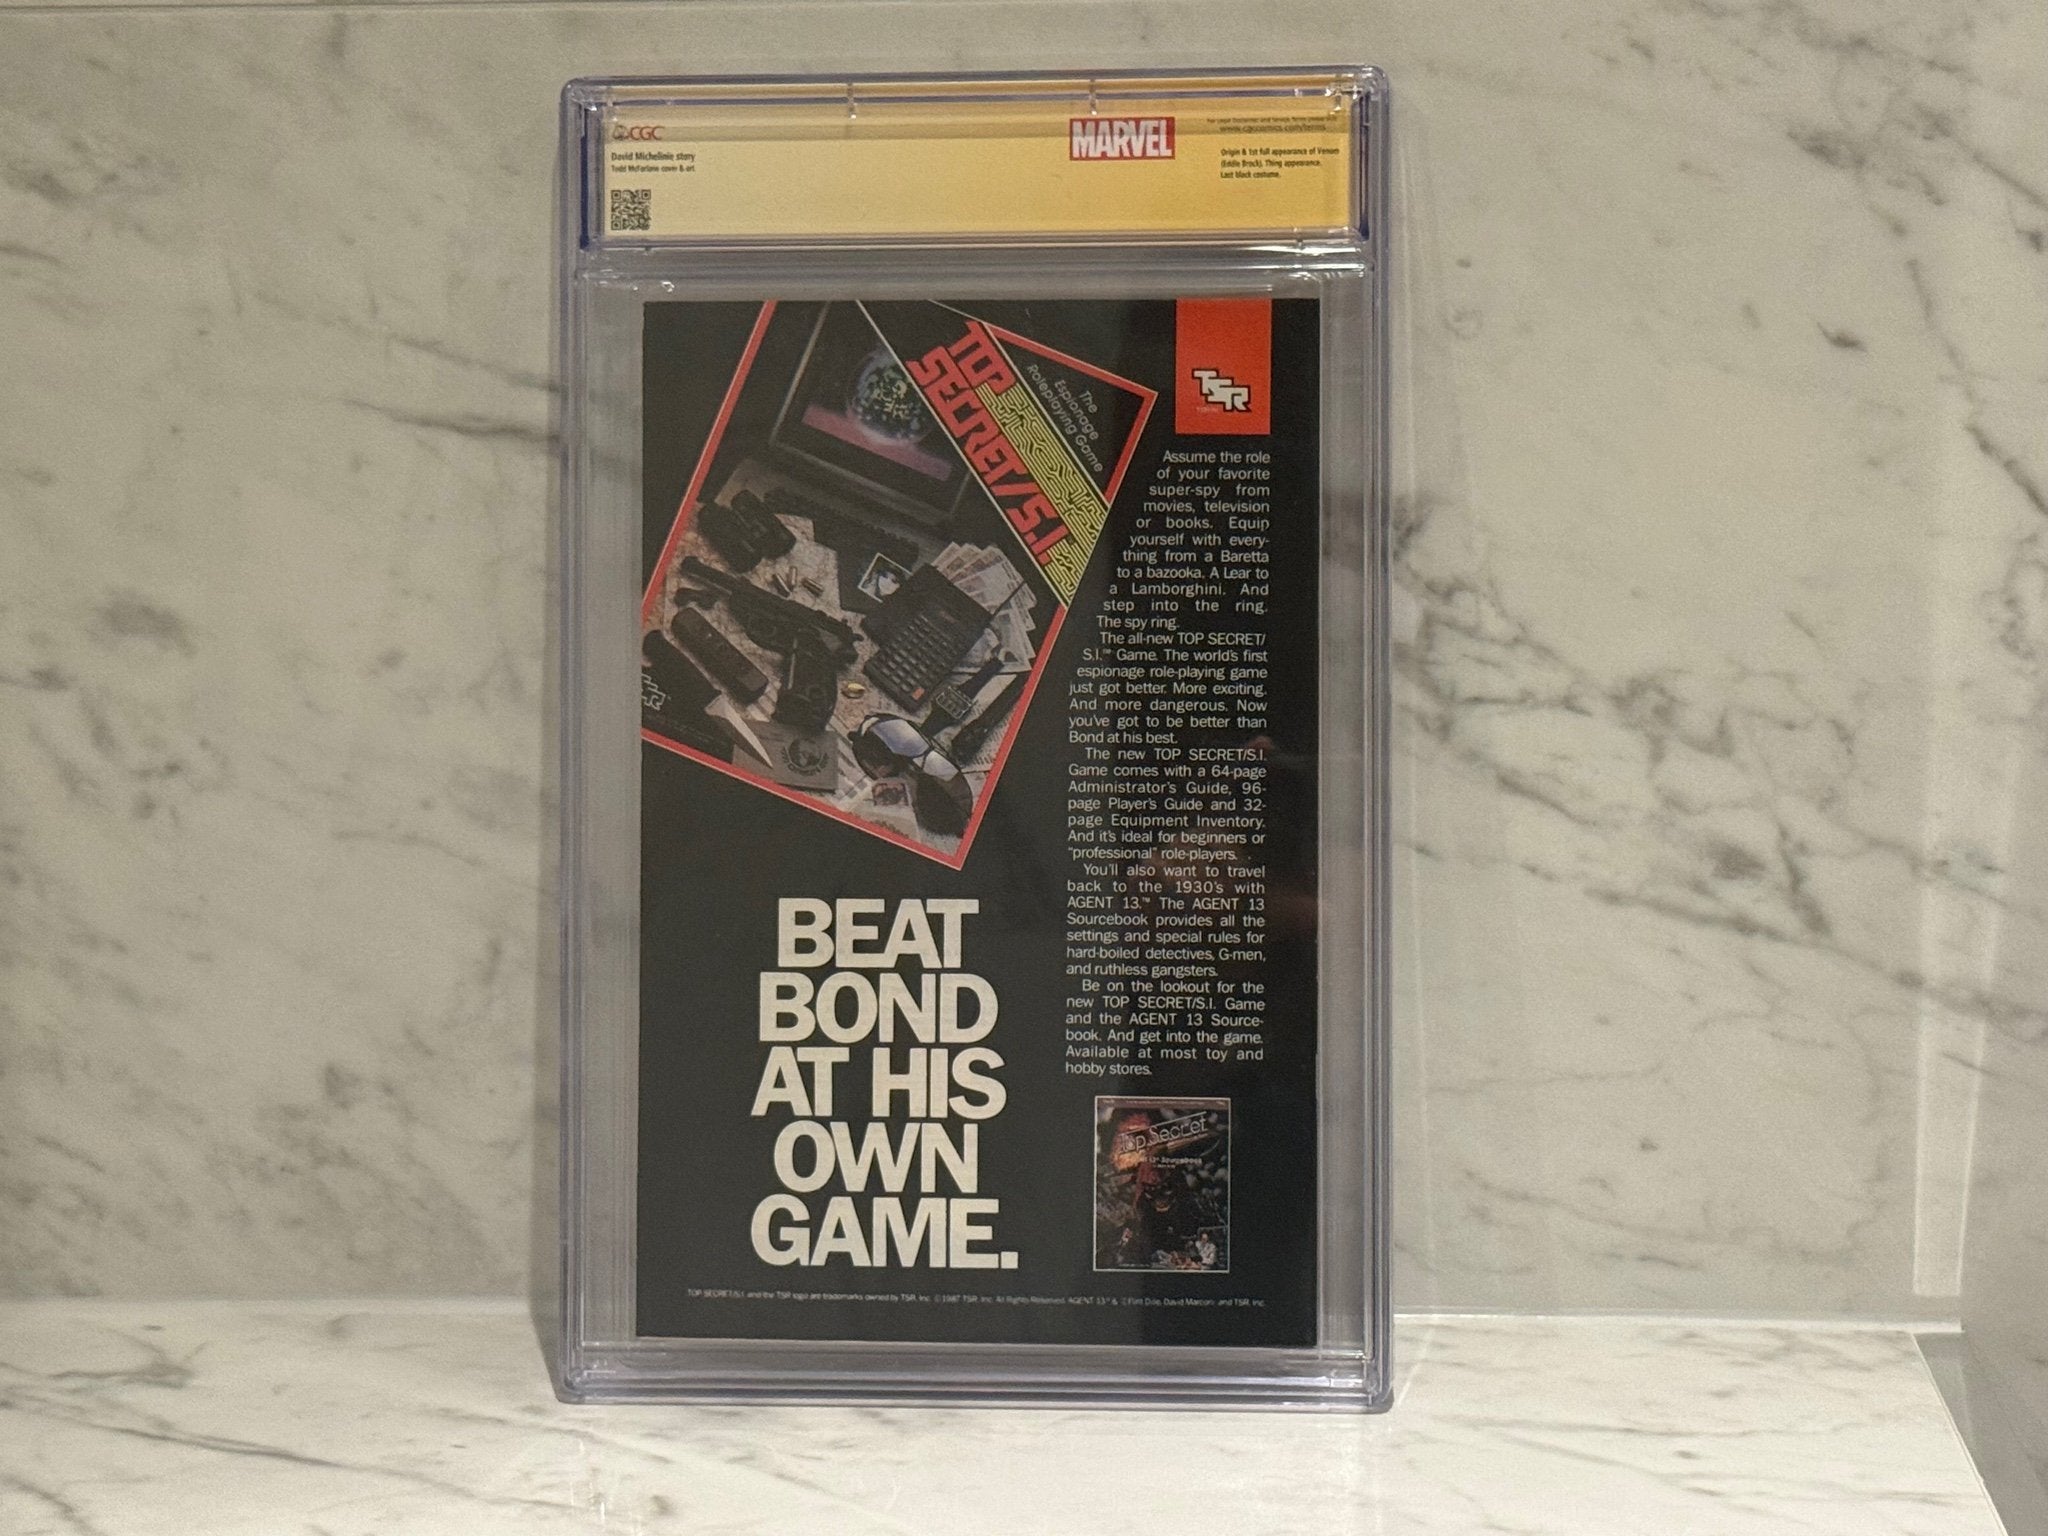 CGC
MARVEL
For Legal Disclaimer and Service Terms please visit
www.cgccomics.com/terms
David Michelinie story
Todd McFarlane cover & art
Origin & 1st full appearance of Venom
(Eddie Brock). Thing appearance.
Last black costume.
TOP
SECRET/S.I.
The
Espionage
Roleplaying Game
TSR
Assume the role
of your favorite
super-spy from
movies, television
or books. Equip
yourself with every-
thing from a Baretta
to a bazooka. A Lear to
a Lamborghini. And
step into the ring.
The spy ring.
The all-new TOP SECRET/
S.I.™ Game. The world's first
espionage role-playing game
just got better. More exciting.
And more dangerous. Now
you've got to be better than
Bond at his best.
The new TOP SECRET/S.I.
Game comes with a 64-page
Administrator's Guide, 96-
page Player's Guide and 32-
page Equipment Inventory.
And it's ideal for beginners or
"professional" role-players.
You'll also want to travel
back to the 1930's with
AGENT 13.™ The AGENT 13
Sourcebook provides all the
settings and special rules for
hard-boiled detectives, G-men,
and ruthless gangsters.
Be on the lookout for the
new TOP SECRET/S.I. Game
and the AGENT 13 Source-
book. And get into the game.
Available at most toy and
hobby stores.
BEAT
BOND
AT HIS
OWN
GAME.
Top Secret
13™ Sourcebook
TOP SECRET/S.I. and the TSR logo are trademarks owned by TSR, Inc. ©1987 TSR, Inc. All Rights Reserved. AGENT 13™ & © Flint Dille, David Marconi and TSR, Inc.